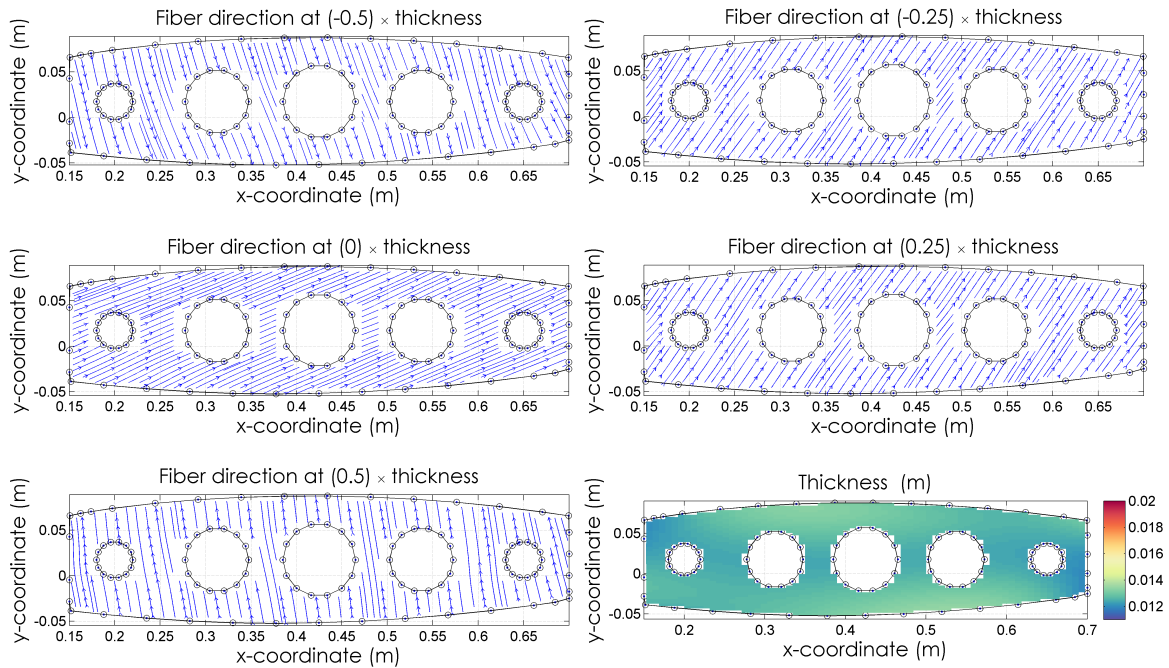 Fiber direction at (-0.5) × thickness
y-coordinate (m)
0.05
0
-0.05
0.15 0.2 0.25 0.3 0.35 0.4 0.45 0.5 0.55 0.6 0.65
x-coordinate (m)
Fiber direction at (-0.25) × thickness
y-coordinate (m)
0.05
0
-0.05
0.15 0.2 0.25 0.3 0.35 0.4 0.45 0.5 0.55 0.6 0.65
x-coordinate (m)
Fiber direction at (0) × thickness
y-coordinate (m)
0.05
0
-0.05
0.15 0.2 0.25 0.3 0.35 0.4 0.45 0.5 0.55 0.6 0.65
x-coordinate (m)
Fiber direction at (0.25) × thickness
y-coordinate (m)
0.05
0
-0.05
0.15 0.2 0.25 0.3 0.35 0.4 0.45 0.5 0.55 0.6 0.65
x-coordinate (m)
Fiber direction at (0.5) × thickness
y-coordinate (m)
0.05
0
-0.05
0.15 0.2 0.25 0.3 0.35 0.4 0.45 0.5 0.55 0.6 0.65
x-coordinate (m)
Thickness (m)
y-coordinate (m)
0.05
0
-0.05
0.2 0.3 0.4 0.5 0.6 0.7
x-coordinate (m)
0.02
0.018
0.016
0.014
0.012